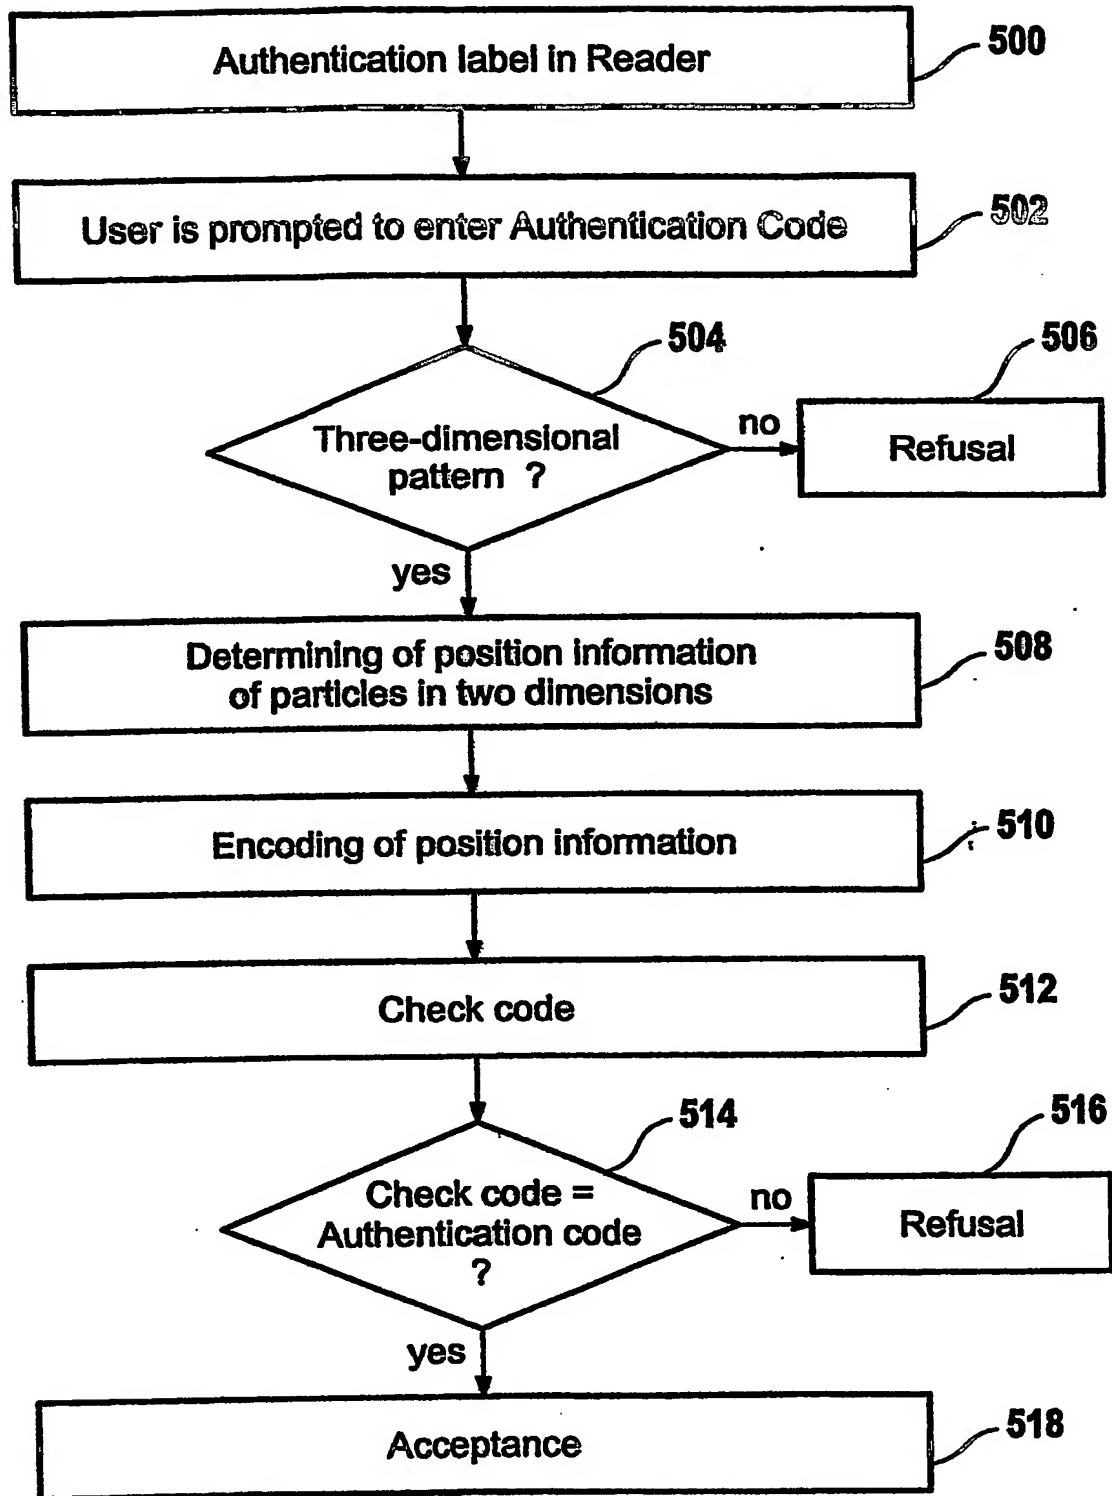 Authentication label in Reader
500
User is prompted to enter Authentication Code
502
504
506
Three-dimensional
pattern ?
no
Refusal
yes
Determining of position information
of particles in two dimensions
508
Encoding of position information
510
Check code
512
514
516
Check code =
Authentication code
?
no
Refusal
yes
Acceptance
518